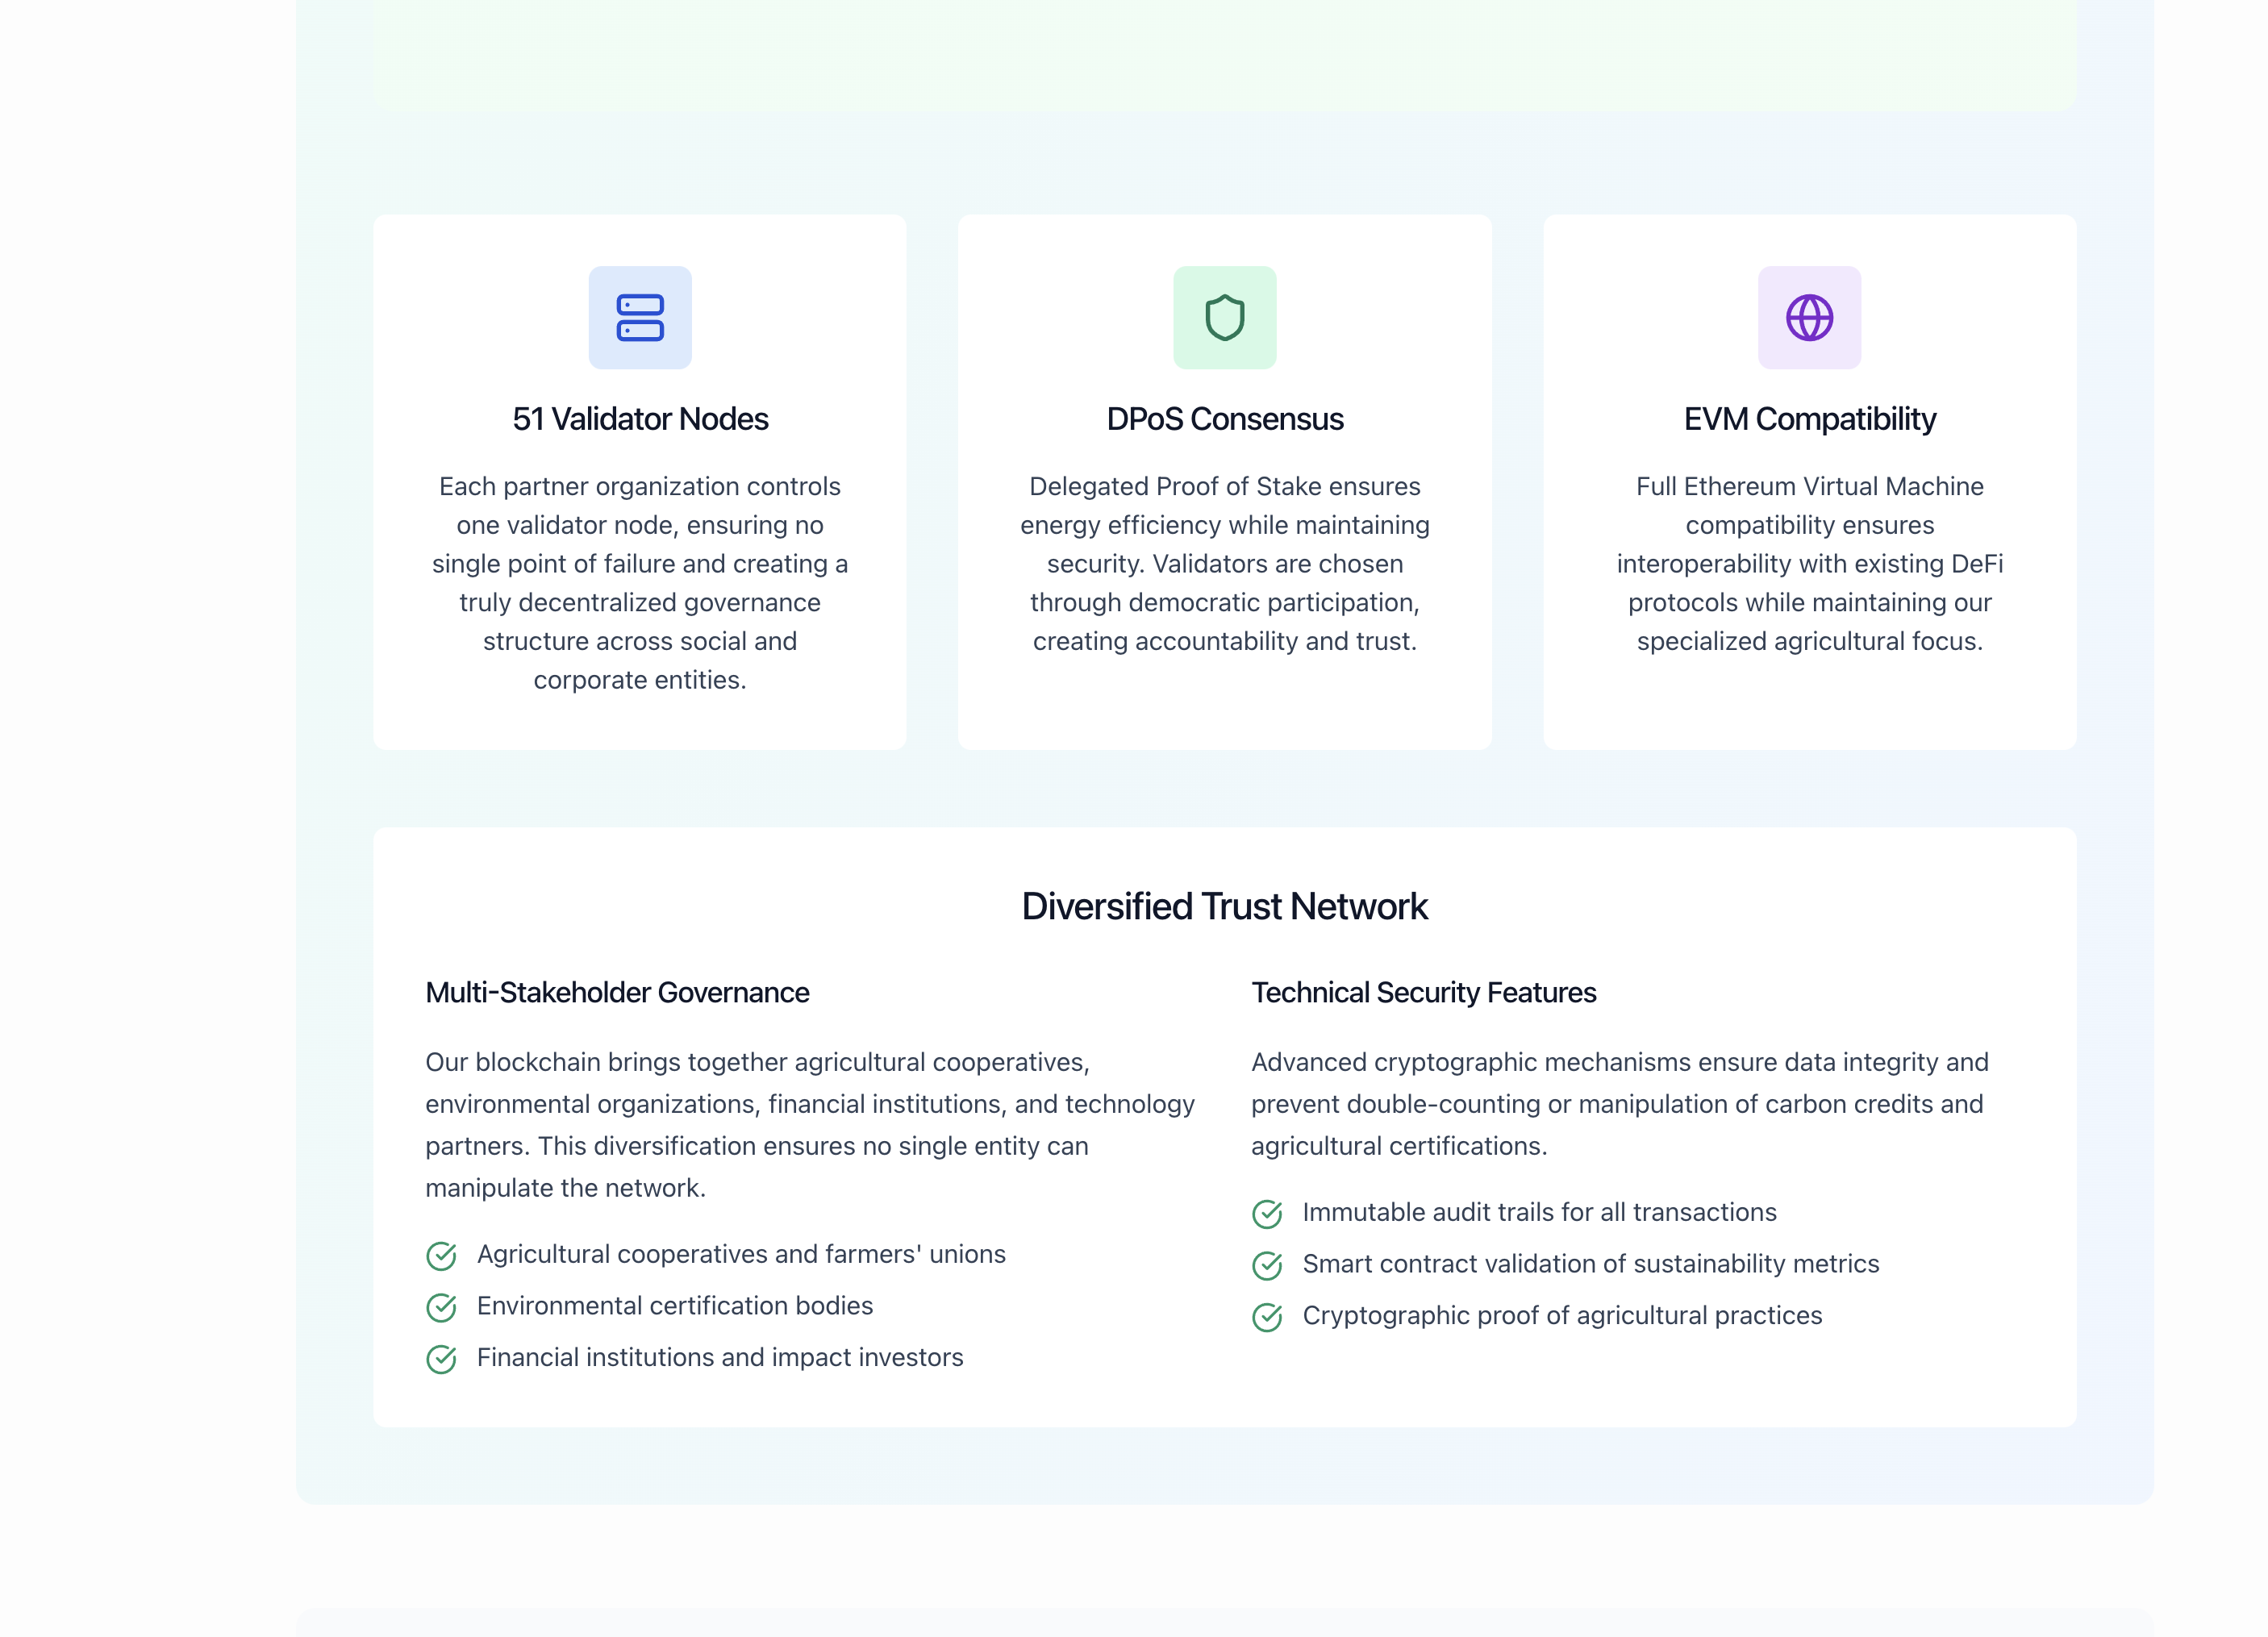 51 Validator Nodes
Each partner organization controls
one validator node, ensuring no
single point of failure and creating a
truly decentralized governance
structure across social and
corporate entities.
DPoS Consensus
Delegated Proof of Stake ensures
energy efficiency while maintaining
security. Validators are chosen
through democratic participation,
creating accountability and trust.
EVM Compatibility
Full Ethereum Virtual Machine
compatibility ensures
interoperability with existing DeFi
protocols while maintaining our
specialized agricultural focus.
Diversified Trust Network
Multi-Stakeholder Governance
Our blockchain brings together agricultural cooperatives,
environmental organizations, financial institutions, and technology
partners. This diversification ensures no single entity can
manipulate the network.
Agricultural cooperatives and farmers' unions
Environmental certification bodies
Financial institutions and impact investors
Technical Security Features
Advanced cryptographic mechanisms ensure data integrity and
prevent double-counting or manipulation of carbon credits and
agricultural certifications.
Immutable audit trails for all transactions
Smart contract validation of sustainability metrics
Cryptographic proof of agricultural practices